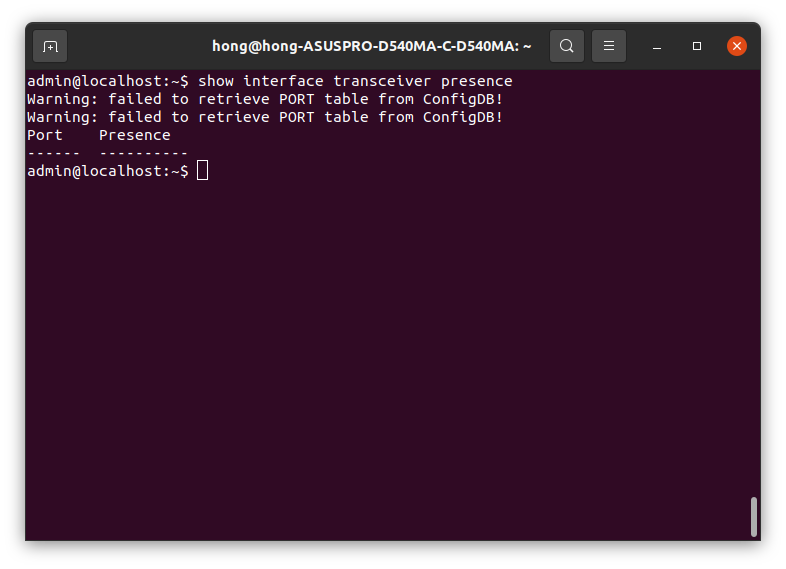 hong@hong-ASUSPRO-D540MA-C-D540MA: ~
admin@localhost:~$ show interface transceiver presence
Warning: failed to retrieve PORT table from ConfigDB!
Warning: failed to retrieve PORT table from ConfigDB!
Port    Presence
------  ----------
admin@localhost:~$